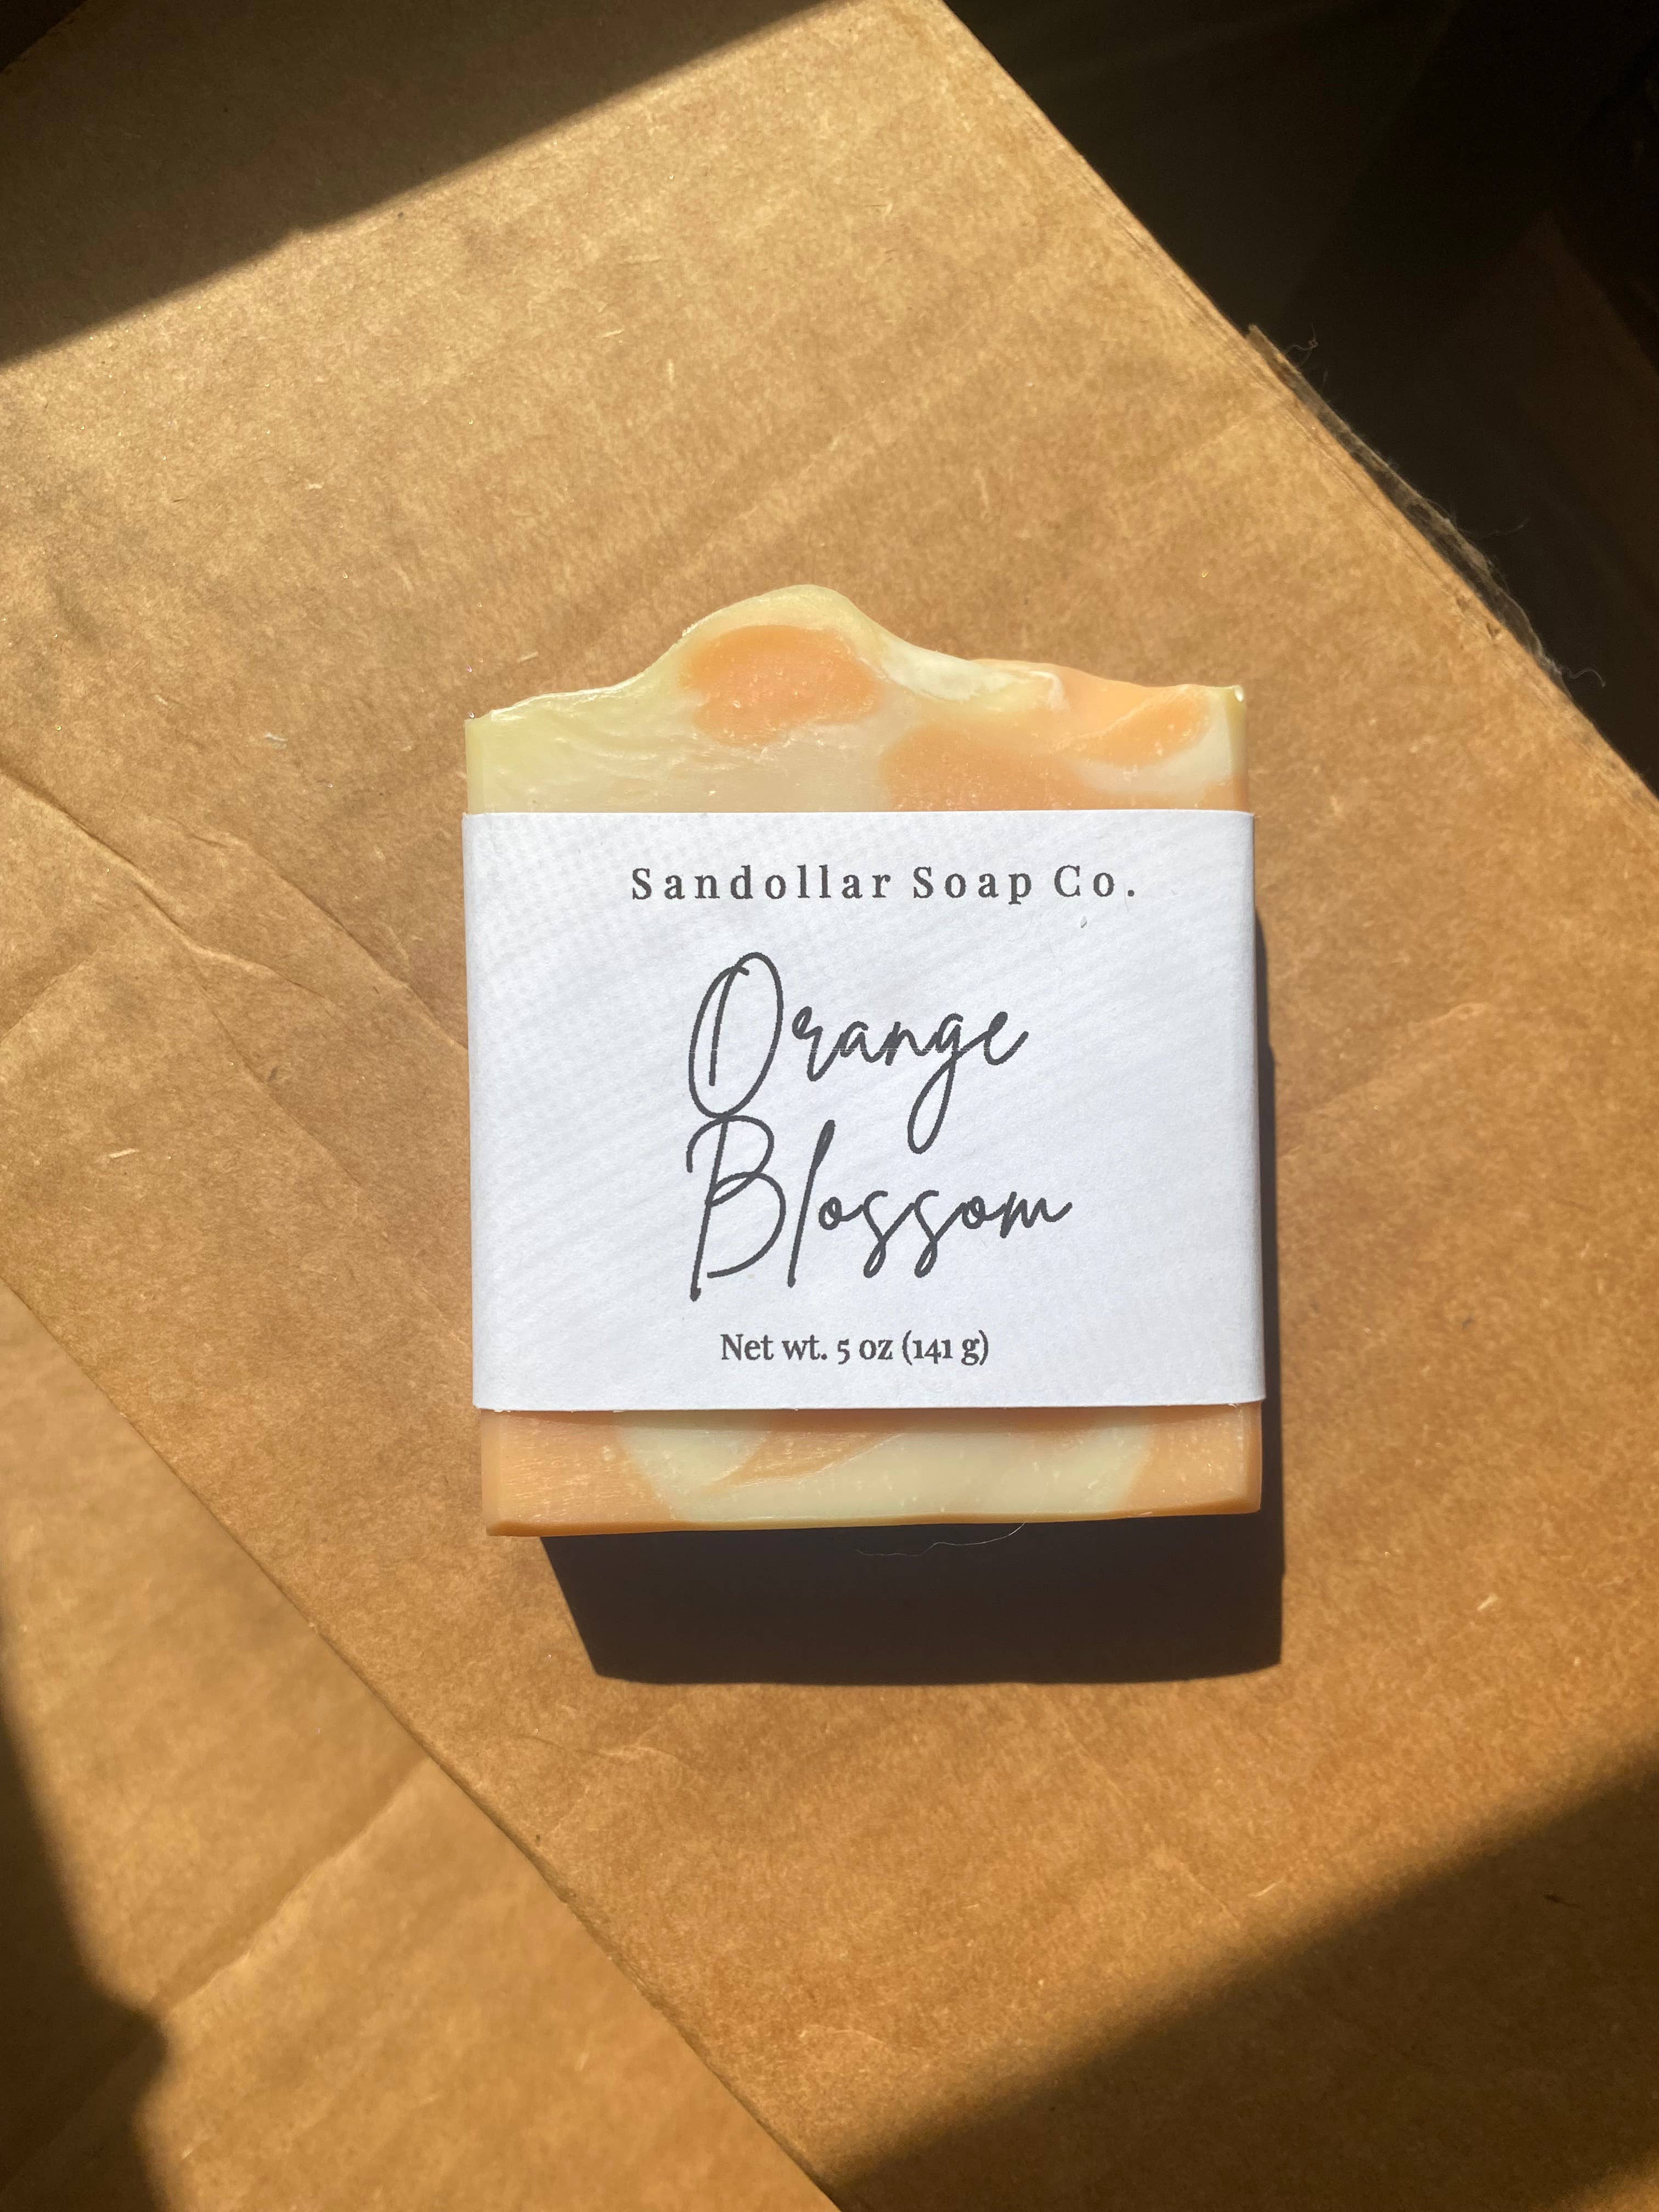 Sandollar Soap Co.
Orange
Blossom
Net wt. 5 oz (141 g)